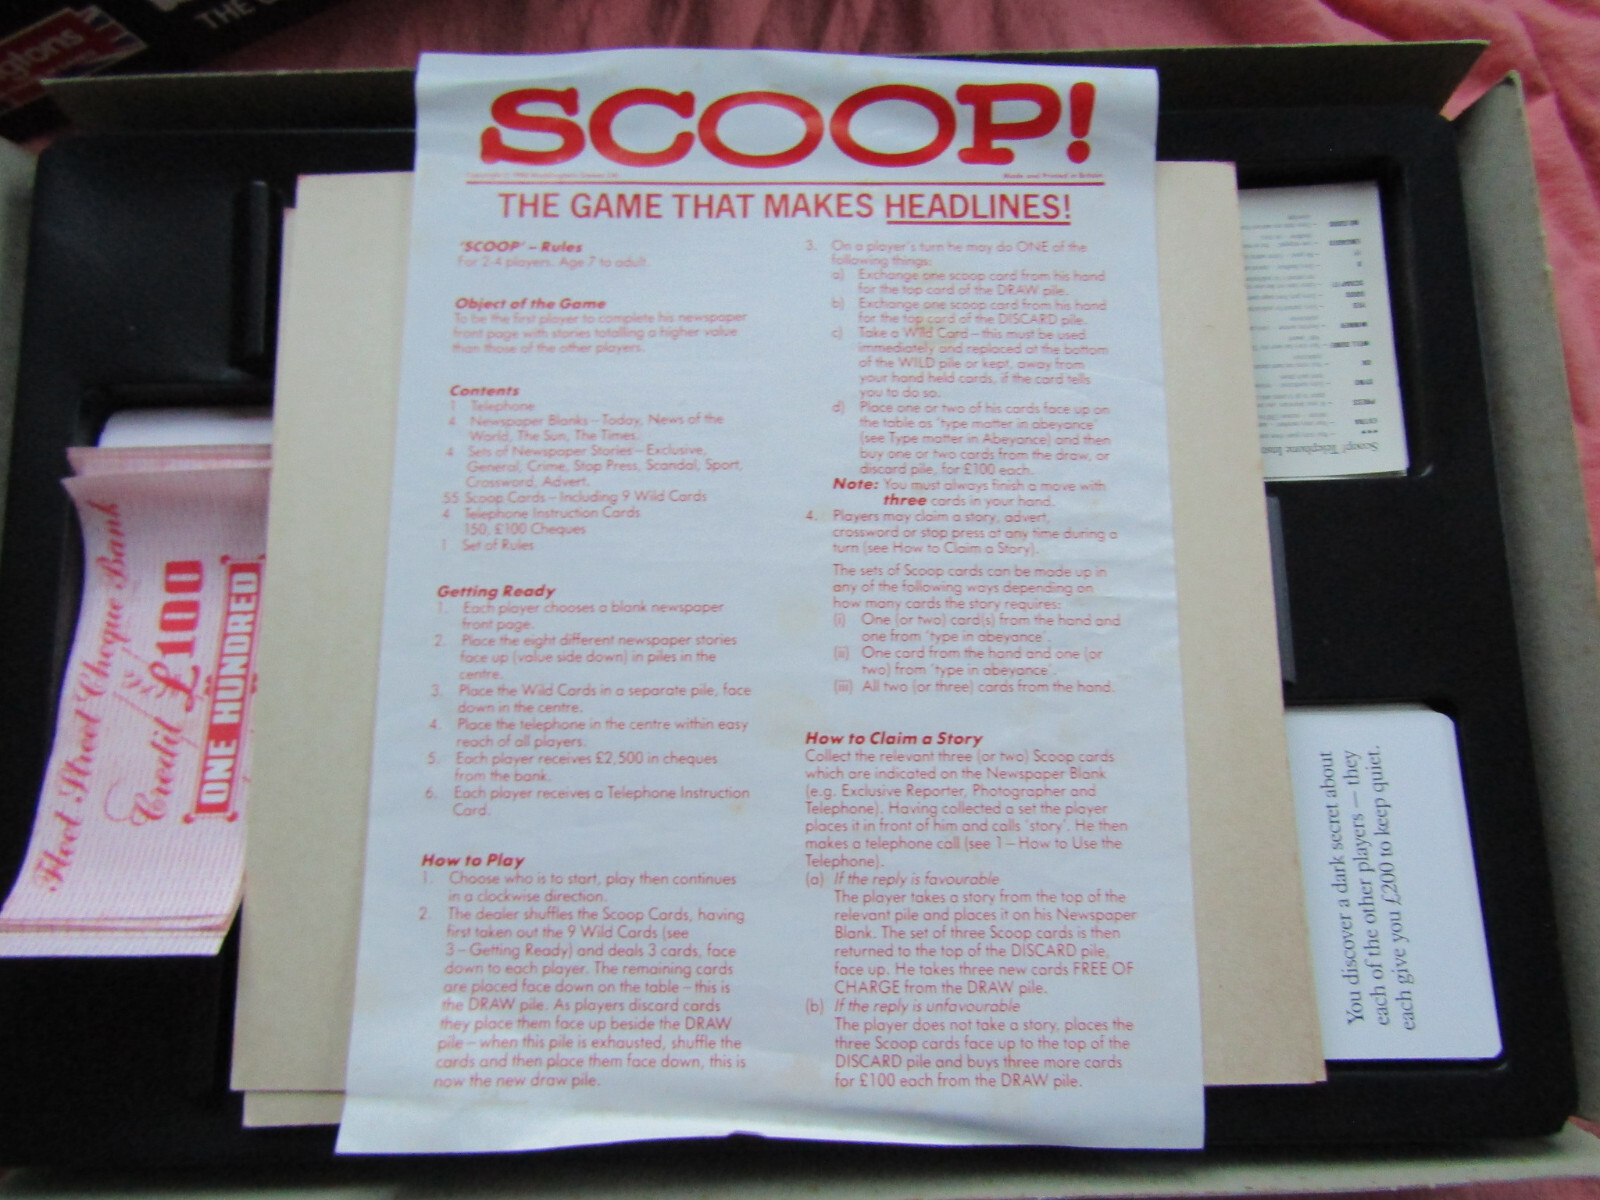 THE
SCOOP!
Made and Printed in Britain
THE GAME THAT MAKES HEADLINES!
'SCOOP' – Rules
For 2-4 players. Age 7 to adult.
Object of the Game
To be the first player to complete his newspaper
front page with stories totalling a higher value
than those of the other players.
Contents
1 Telephone
4 Newspaper Blanks – Today, News of the
World, The Sun, The Times.
4 Sets of Newspaper Stories – Exclusive,
General, Crime, Stop Press, Scandal, Sport,
Crossword, Advert.
55 Scoop Cards – Including 9 Wild Cards
4 Telephone Instruction Cards
150, £100 Cheques
1 Set of Rules
Getting Ready
1. Each player chooses a blank newspaper
front page.
2. Place the eight different newspaper stories
face up (value side down) in piles in the
centre.
3. Place the Wild Cards in a separate pile, face
down in the centre.
4. Place the telephone in the centre within easy
reach of all players.
5. Each player receives £2,500 in cheques
from the bank.
6. Each player receives a Telephone Instruction
Card.
How to Play
1. Choose who is to start, play then continues
in a clockwise direction.
2. The dealer shuffles the Scoop Cards, having
first taken out the 9 Wild Cards (see
3 – Getting Ready) and deals 3 cards, face
down to each player. The remaining cards
are placed face down on the table – this is
the DRAW pile. As players discard cards
they place them face up beside the DRAW
pile – when this pile is exhausted, shuffle the
cards and then place them face down, this is
now the new draw pile.
3. On a player's turn he may do ONE of the
following things:
a) Exchange one scoop card from his hand
for the top card of the DRAW pile.
b) Exchange one scoop card from his hand
for the top card of the DISCARD pile.
c) Take a Wild Card – this must be used
immediately and replaced at the bottom
of the WILD pile or kept, away from
your hand held cards, if the card tells
you to do so.
d) Place one or two of his cards face up on
the table as 'type matter in abeyance'
(see Type matter in Abeyance) and then
buy one or two cards from the draw, or
discard pile, for £100 each.
Note: You must always finish a move with
three cards in your hand.
4. Players may claim a story, advert,
crossword or stop press at any time during a
turn (see How to Claim a Story).
The sets of Scoop cards can be made up in
any of the following ways depending on
how many cards the story requires:
(i) One (or two) card(s) from the hand and
one from 'type in abeyance'.
(ii) One card from the hand and one (or
two) from 'type in abeyance'.
(iii) All two (or three) cards from the hand.
How to Claim a Story
Collect the relevant three (or two) Scoop cards
which are indicated on the Newspaper Blank
(e.g. Exclusive Reporter, Photographer and
Telephone). Having collected a set the player
places it in front of him and calls 'story'. He then
makes a telephone call (see 1 – How to Use the
Telephone).
(a) If the reply is favourable
The player takes a story from the top of the
relevant pile and places it on his Newspaper
Blank. The set of three Scoop cards is then
returned to the top of the DISCARD pile,
face up. He takes three new cards FREE OF
CHARGE from the DRAW pile.
(b) If the reply is unfavourable
The player does not take a story, places the
three Scoop cards face up to the top of the
DISCARD pile and buys three more cards
for £100 each from the DRAW pile.
Fleet Street Cheque Bank
Credit £100
ONE HUNDRED
Scoop! Telephone
EXTRA
PRESS
WELL DONE
You discover a dark secret about
each of the other players — they
each give you £200 to keep quiet.